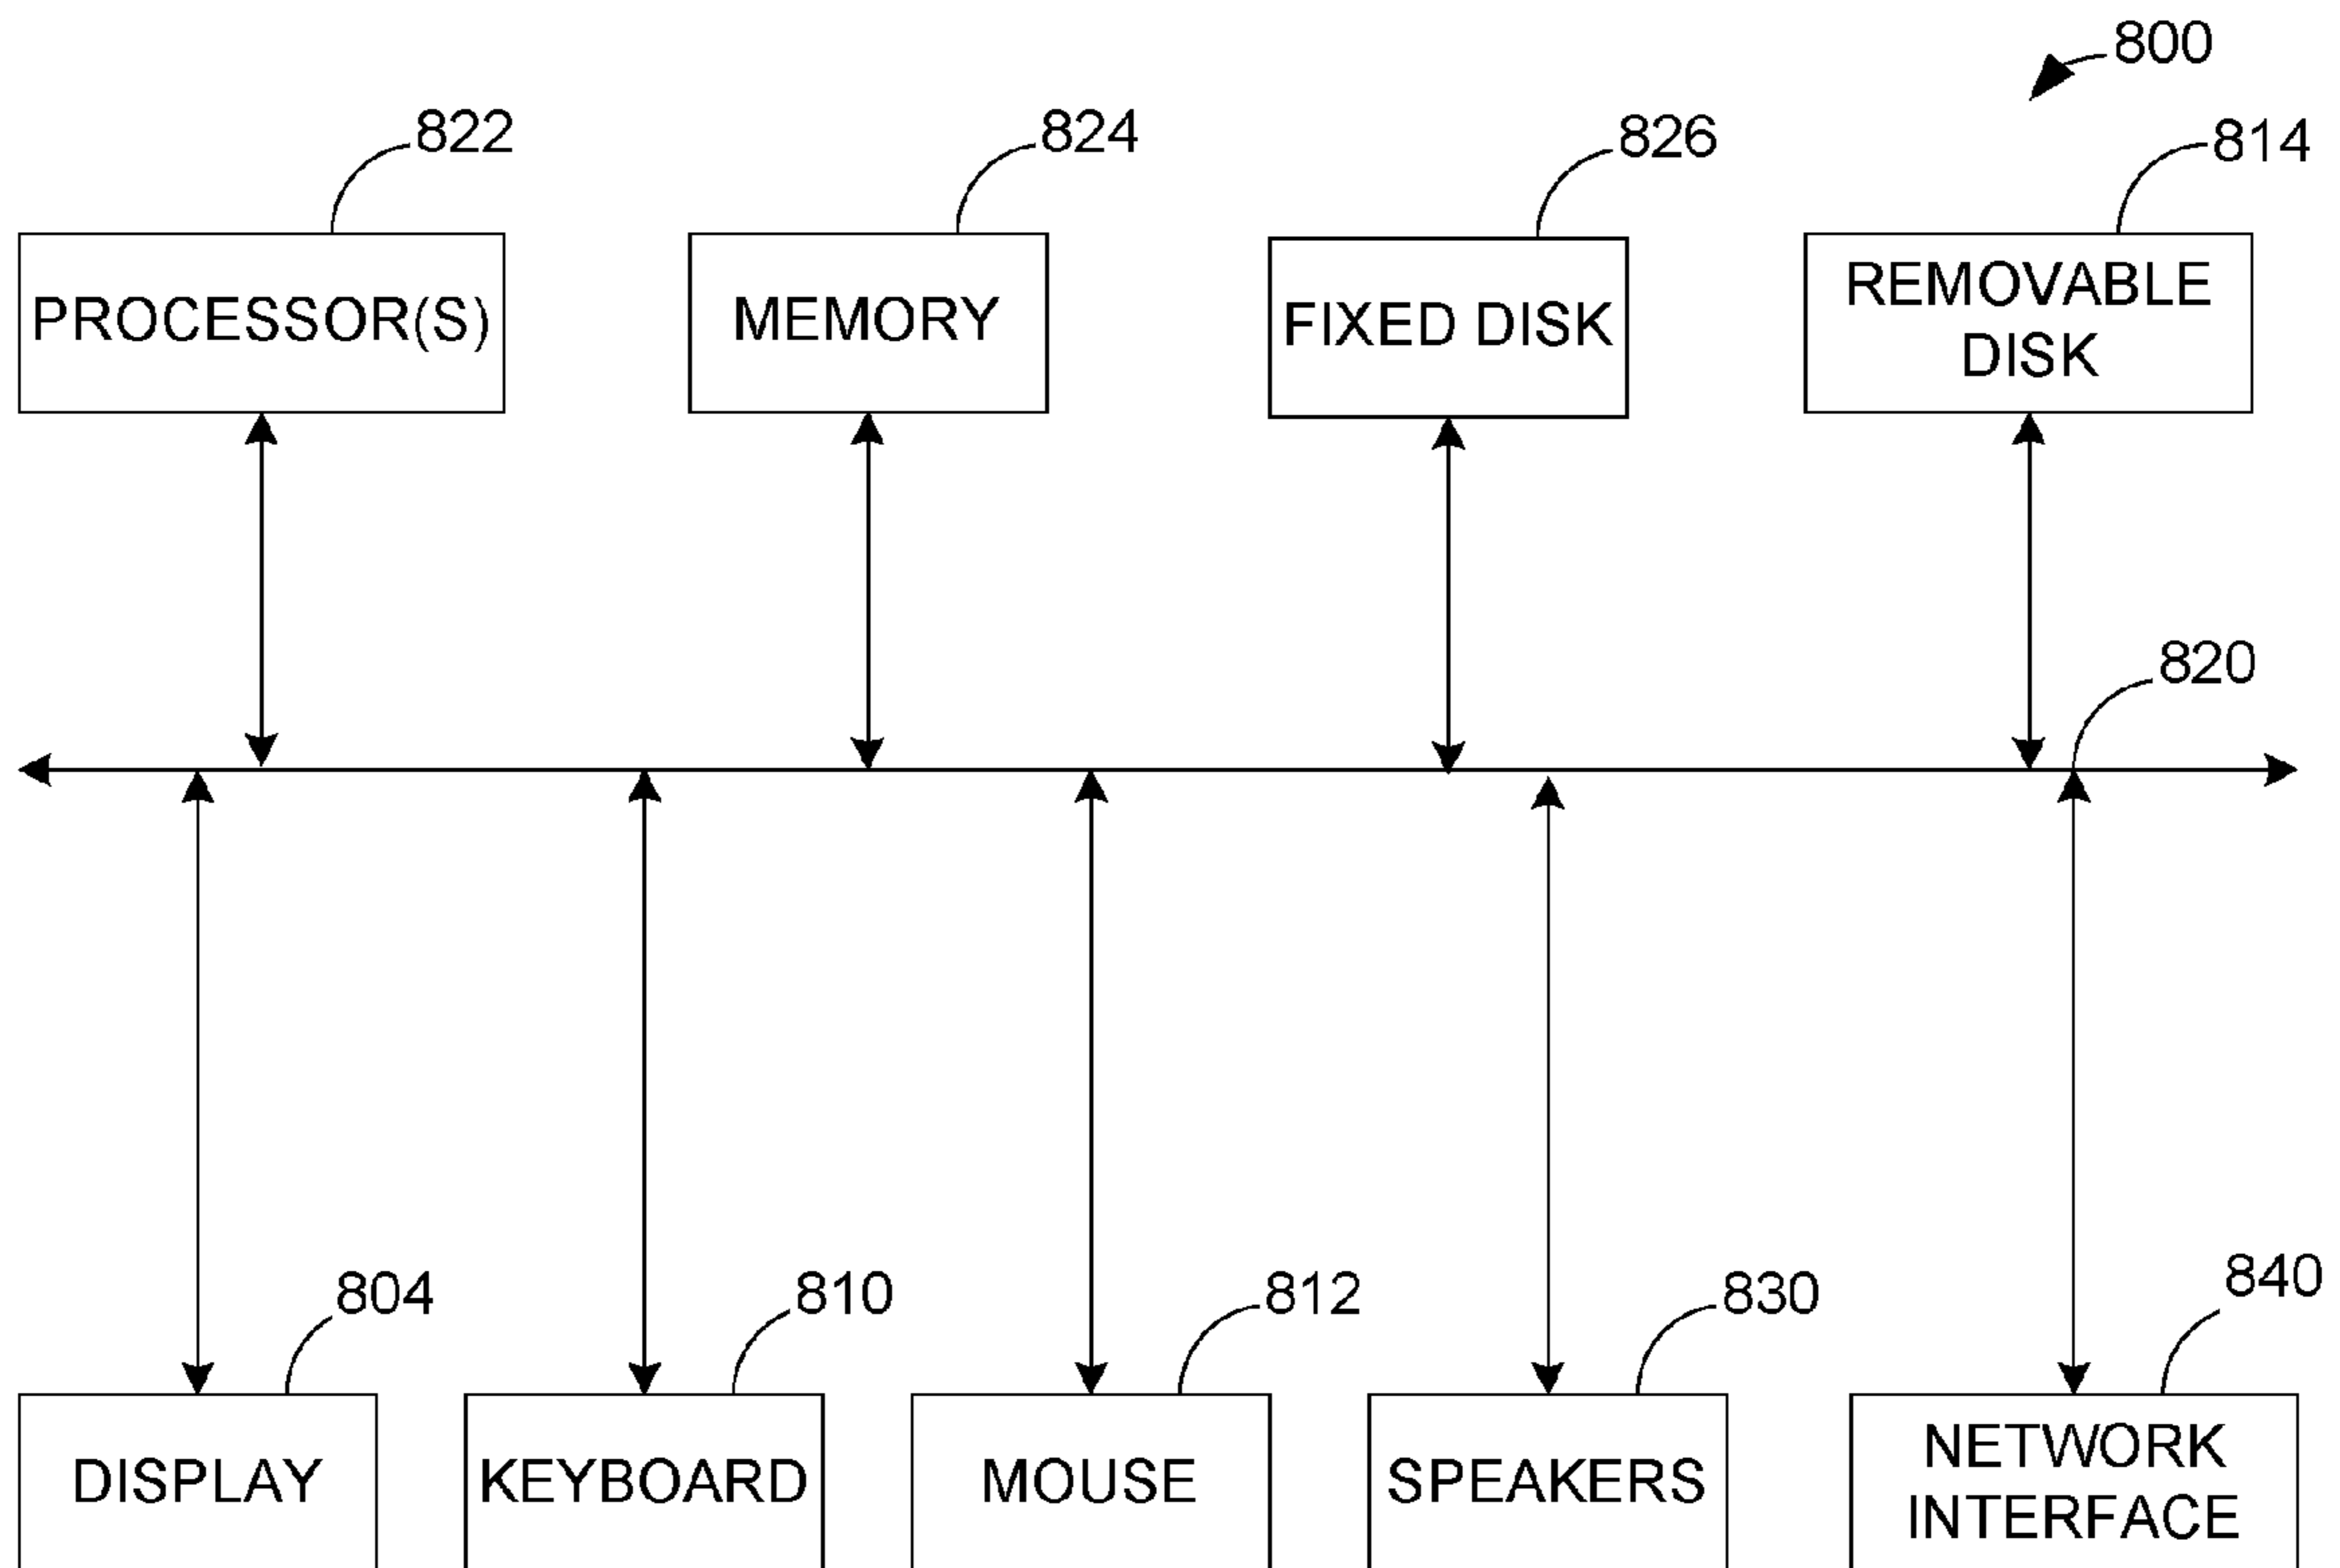 800
822
824
826
814
PROCESSOR(S)
MEMORY
FIXED DISK
REMOVABLE
DISK
820
804
810
812
830
840
DISPLAY
KEYBOARD
MOUSE
SPEAKERS
NETWORK
INTERFACE